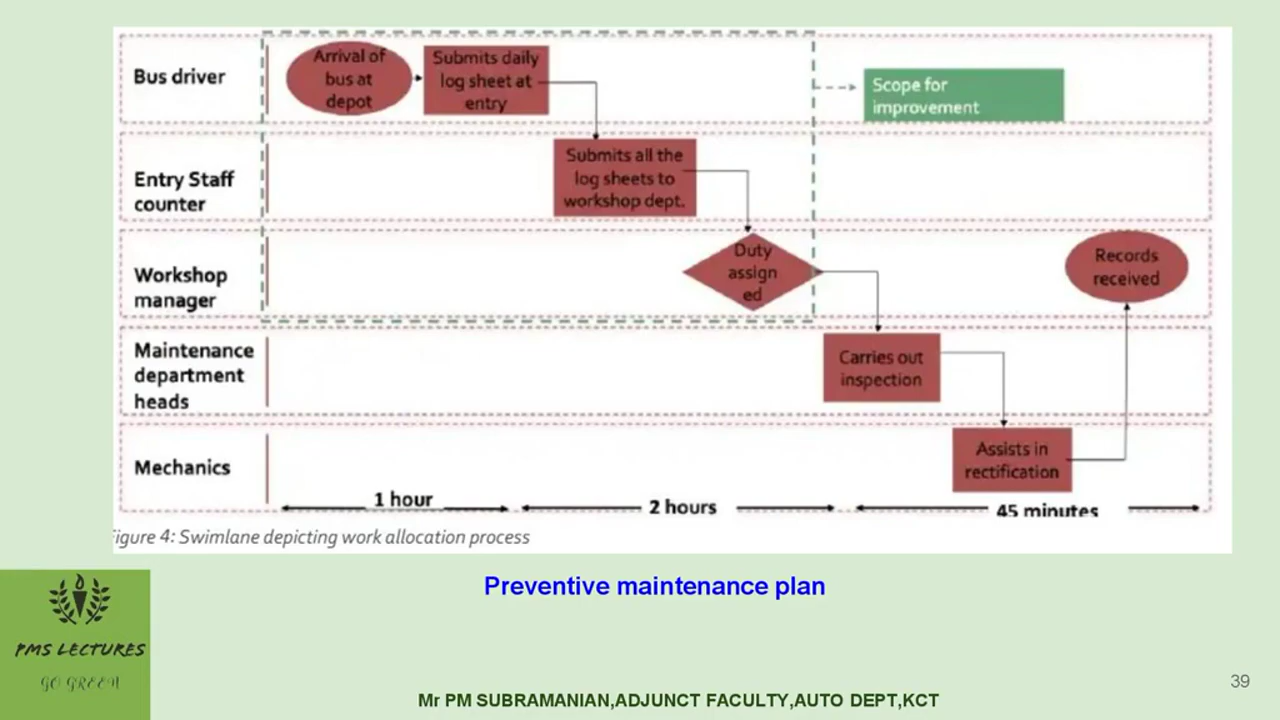 Bus driver
Arrival of
bus at
depot
Submits daily
log sheet at
entry
Scope for
improvement
Entry Staff
counter
Submits all the
log sheets to
workshop dept.
Workshop
manager
Duty
assign
ed
Records
received
Maintenance
department
heads
Carries out
inspection
Mechanics
Assists in
rectification
1 hour
2 hours
45 minutes
igure 4: Swimlane depicting work allocation process
Preventive maintenance plan
PMS LECTURES
GO GREEN
39
Mr PM SUBRAMANIAN,ADJUNCT FACULTY,AUTO DEPT,KCT